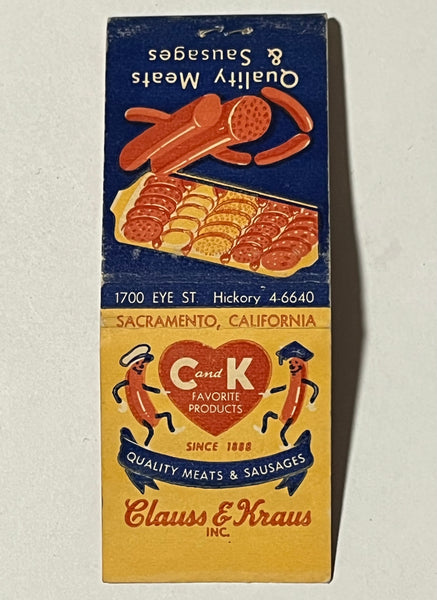 Quality Meats
& Sausages
1700 EYE ST. Hickory 4-6640
SACRAMENTO, CALIFORNIA
C and K
FAVORITE
PRODUCTS
SINCE 1888
QUALITY MEATS & SAUSAGES
Clauss & Kraus
INC.